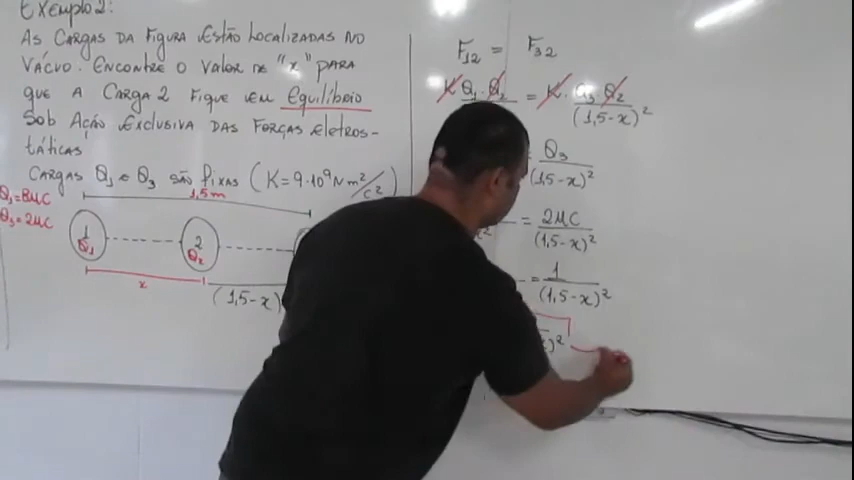 Exemplo 2:
As Cargas da Figura estão localizadas no
vácuo. Encontre o valor de "x" para
que a Carga 2 Fique em equilíbrio
Sob Ação exclusiva das Forças eletros-
táticas
Cargas Q₁ e Q₃ são fixas (K = 9·10⁹ N m²/C²)
1,5m
Q₁=8μC
Q₃=2μC
1 2
Q₁ Q₂
x (1,5-x)
F₁₂ = F₃₂
K Q₁·Q₂ = K·Q₃·Q₂
(1,5-x)²
Q₃
(1,5-x)²
= 2μC
x² (1,5-x)²
= 1
(1,5-x)²
x)²